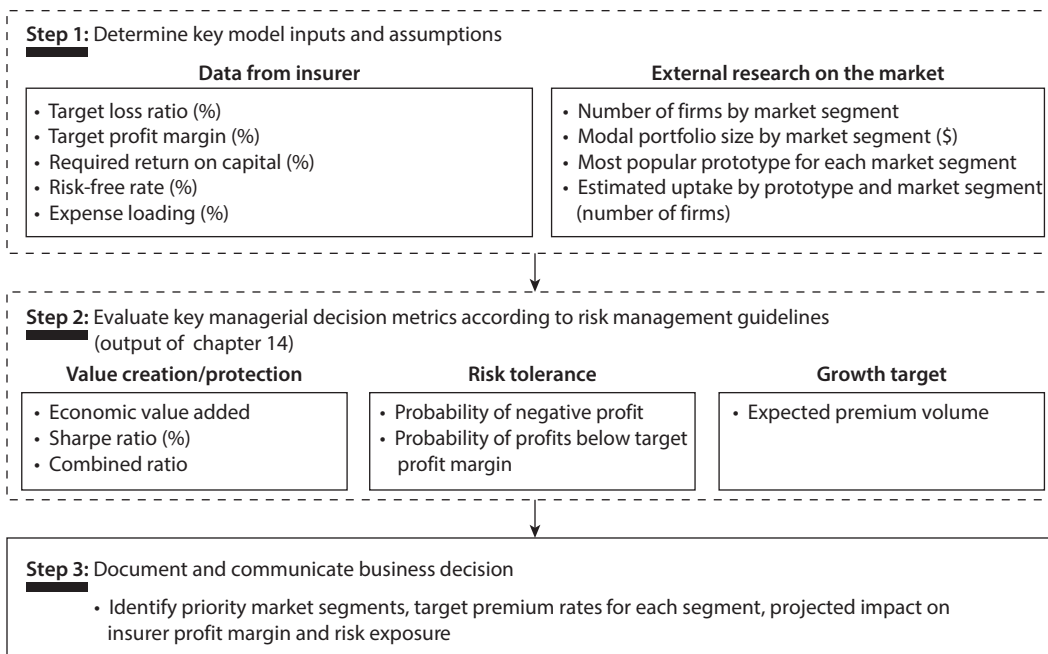 Step 1: Determine key model inputs and assumptions
Data from insurer
• Target loss ratio (%)
• Target profit margin (%)
• Required return on capital (%)
• Risk-free rate (%)
• Expense loading (%)
External research on the market
• Number of firms by market segment
• Modal portfolio size by market segment ($)
• Most popular prototype for each market segment
• Estimated uptake by prototype and market segment
(number of firms)
Step 2: Evaluate key managerial decision metrics according to risk management guidelines
(output of chapter 14)
Value creation/protection
• Economic value added
• Sharpe ratio (%)
• Combined ratio
Risk tolerance
• Probability of negative profit
• Probability of profits below target
profit margin
Growth target
• Expected premium volume
Step 3: Document and communicate business decision
• Identify priority market segments, target premium rates for each segment, projected impact on
insurer profit margin and risk exposure